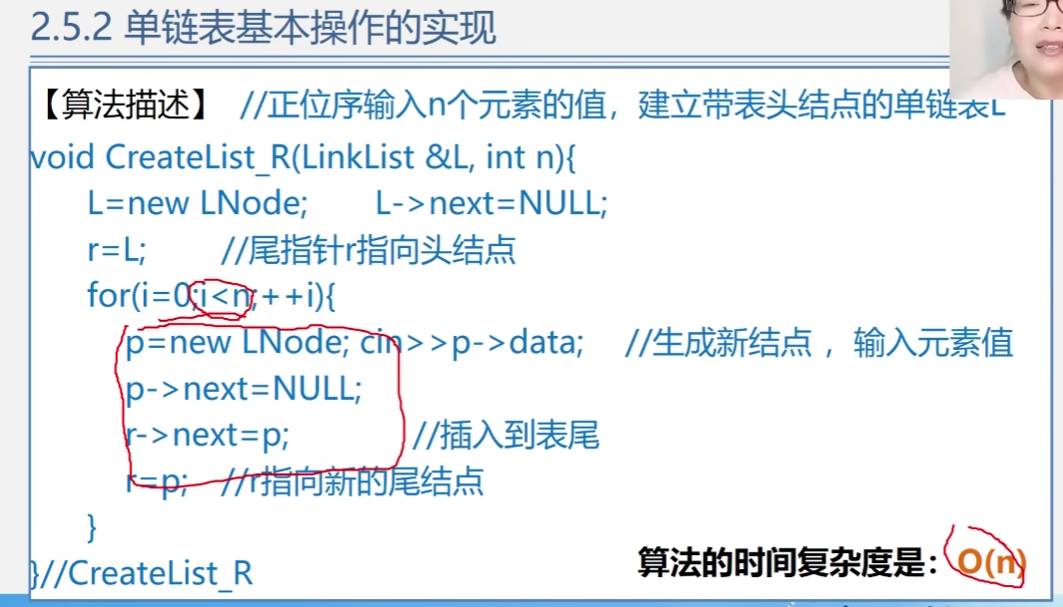 2.5.2 单链表基本操作的实现
【算法描述】 //正位序输入n个元素的值，建立带表头结点的单链表L
void CreateList_R(LinkList &L, int n){
L=new LNode; L->next=NULL;
r=L; //尾指针r指向头结点
for(i=0;i<n;++i){
p=new LNode; cin>>p->data; //生成新结点 ，输入元素值
p->next=NULL;
r->next=p; //插入到表尾
r=p; //r指向新的尾结点
}
}//CreateList_R
算法的时间复杂度是：O(n)